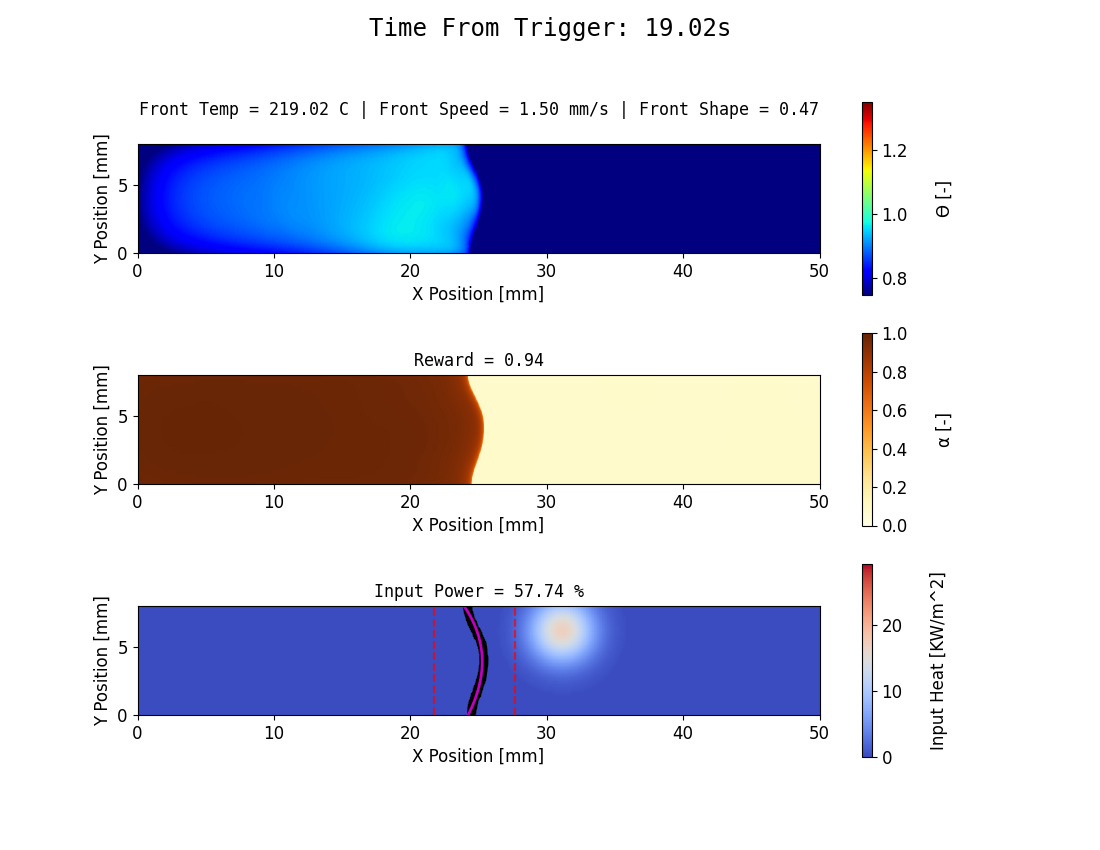 Time From Trigger: 19.02s
Front Temp = 219.02 C | Front Speed = 1.50 mm/s | Front Shape = 0.47
Y Position [mm]
5
0
0 10 20 30 40 50
X Position [mm]
1.2
1.0
0.8
Θ [-]
Reward = 0.94
Y Position [mm]
5
0
0 10 20 30 40 50
X Position [mm]
1.0
0.8
0.6
0.4
0.2
0.0
α [-]
Input Power = 57.74 %
Y Position [mm]
5
0
0 10 20 30 40 50
X Position [mm]
20
10
0
Input Heat [KW/m^2]